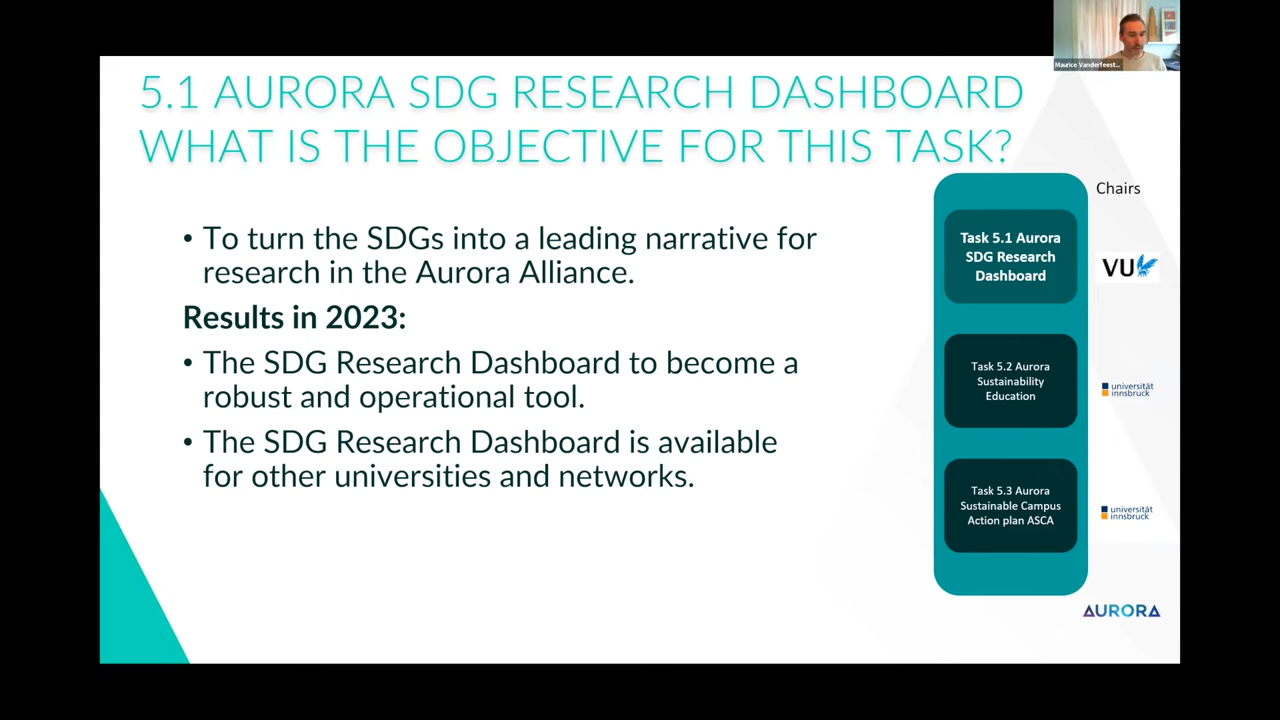 Maurice Vanderfeest...
5.1 AURORA SDG RESEARCH DASHBOARD
WHAT IS THE OBJECTIVE FOR THIS TASK?
• To turn the SDGs into a leading narrative for
research in the Aurora Alliance.
Results in 2023:
• The SDG Research Dashboard to become a
robust and operational tool.
• The SDG Research Dashboard is available
for other universities and networks.
Chairs
Task 5.1 Aurora
SDG Research
Dashboard
VU
Task 5.2 Aurora
Sustainability
Education
universität
innsbruck
Task 5.3 Aurora
Sustainable Campus
Action plan ASCA
universität
innsbruck
AURORA